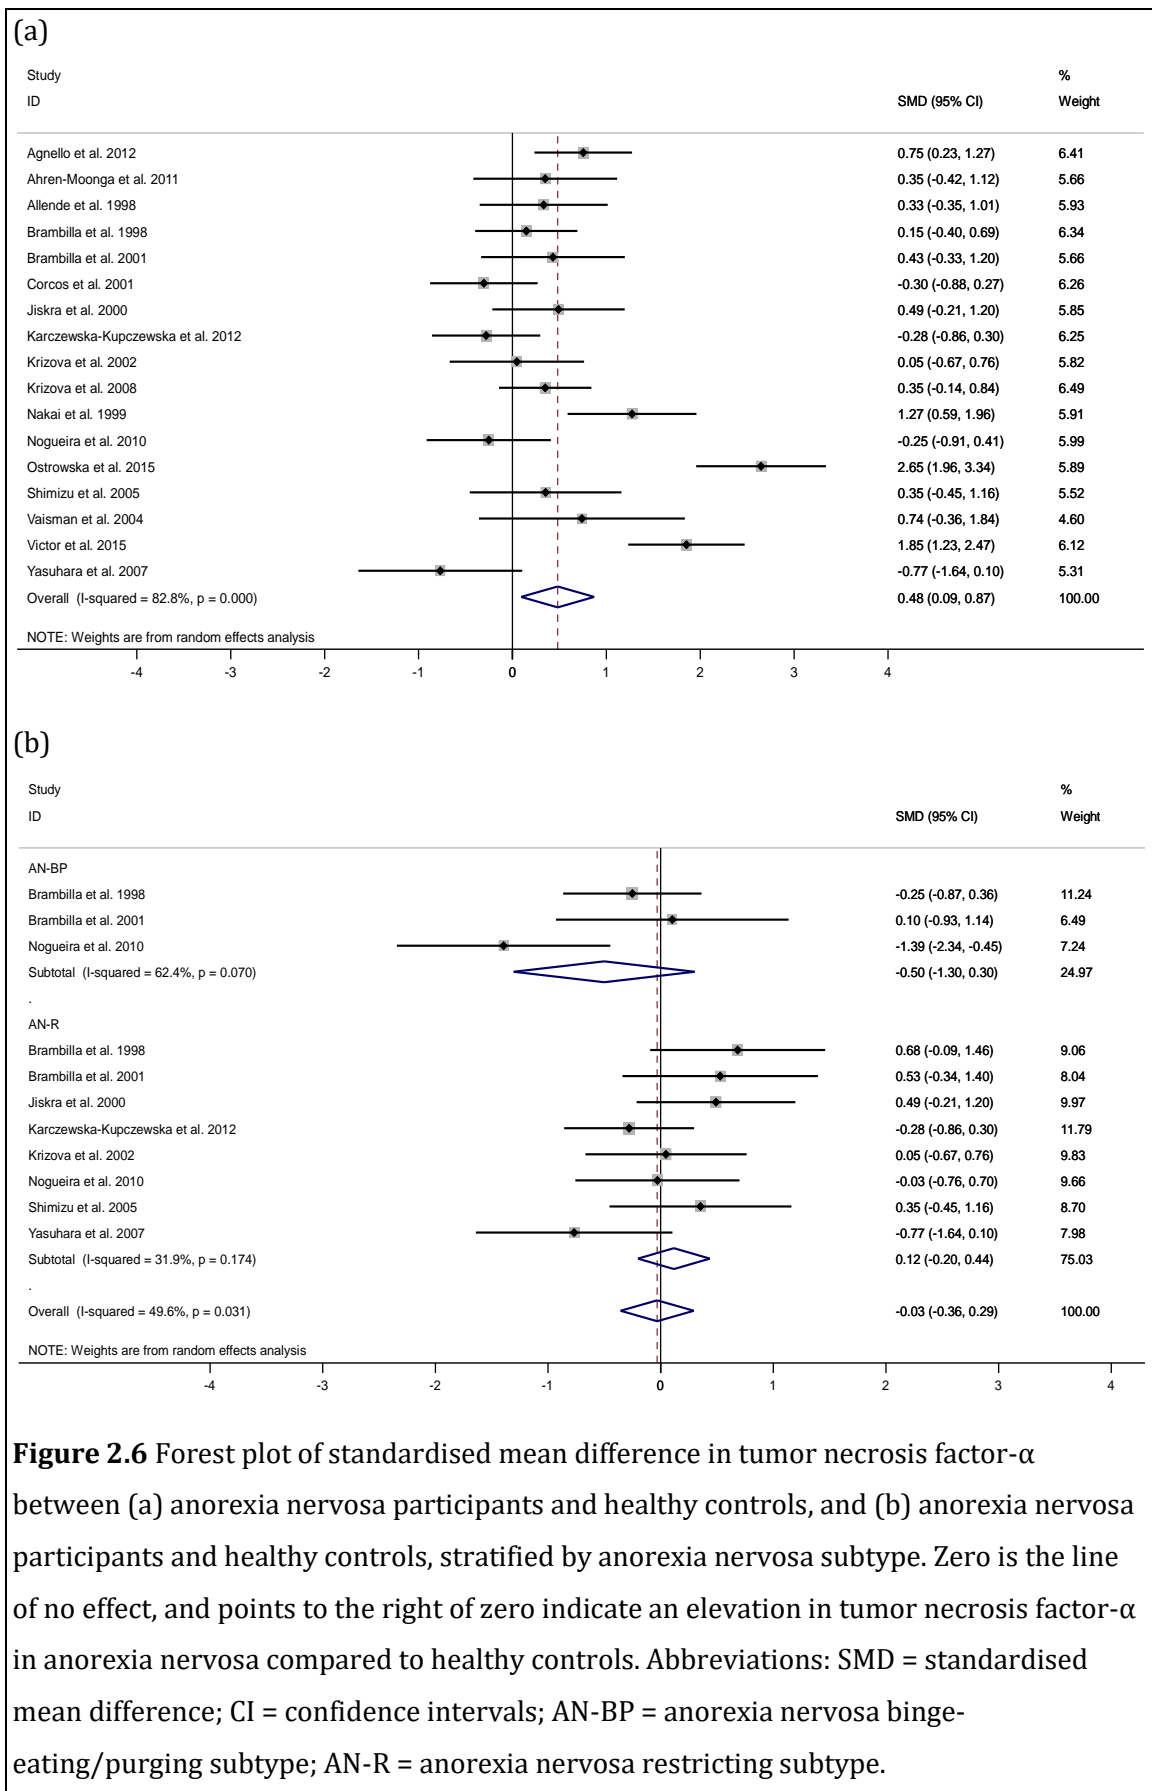 (a)
Study %
ID SMD (95% CI) Weight
Agnello et al. 2012 0.75 (0.23, 1.27) 6.41
Ahren-Moonga et al. 2011 0.35 (-0.42, 1.12) 5.66
Allende et al. 1998 0.33 (-0.35, 1.01) 5.93
Brambilla et al. 1998 0.15 (-0.40, 0.69) 6.34
Brambilla et al. 2001 0.43 (-0.33, 1.20) 5.66
Corcos et al. 2001 -0.30 (-0.88, 0.27) 6.26
Jiskra et al. 2000 0.49 (-0.21, 1.20) 5.85
Karczewska-Kupczewska et al. 2012 -0.28 (-0.86, 0.30) 6.25
Krizova et al. 2002 0.05 (-0.67, 0.76) 5.82
Krizova et al. 2008 0.35 (-0.14, 0.84) 6.49
Nakai et al. 1999 1.27 (0.59, 1.96) 5.91
Nogueira et al. 2010 -0.25 (-0.91, 0.41) 5.99
Ostrowska et al. 2015 2.65 (1.96, 3.34) 5.89
Shimizu et al. 2005 0.35 (-0.45, 1.16) 5.52
Vaisman et al. 2004 0.74 (-0.36, 1.84) 4.60
Victor et al. 2015 1.85 (1.23, 2.47) 6.12
Yasuhara et al. 2007 -0.77 (-1.64, 0.10) 5.31
Overall (I-squared = 82.8%, p = 0.000) 0.48 (0.09, 0.87) 100.00
NOTE: Weights are from random effects analysis
-4 -3 -2 -1 0 1 2 3 4
(b)
Study %
ID SMD (95% CI) Weight
AN-BP
Brambilla et al. 1998 -0.25 (-0.87, 0.36) 11.24
Brambilla et al. 2001 0.10 (-0.93, 1.14) 6.49
Nogueira et al. 2010 -1.39 (-2.34, -0.45) 7.24
Subtotal (I-squared = 62.4%, p = 0.070) -0.50 (-1.30, 0.30) 24.97
.
AN-R
Brambilla et al. 1998 0.68 (-0.09, 1.46) 9.06
Brambilla et al. 2001 0.53 (-0.34, 1.40) 8.04
Jiskra et al. 2000 0.49 (-0.21, 1.20) 9.97
Karczewska-Kupczewska et al. 2012 -0.28 (-0.86, 0.30) 11.79
Krizova et al. 2002 0.05 (-0.67, 0.76) 9.83
Nogueira et al. 2010 -0.03 (-0.76, 0.70) 9.66
Shimizu et al. 2005 0.35 (-0.45, 1.16) 8.70
Yasuhara et al. 2007 -0.77 (-1.64, 0.10) 7.98
Subtotal (I-squared = 31.9%, p = 0.174) 0.12 (-0.20, 0.44) 75.03
.
Overall (I-squared = 49.6%, p = 0.031) -0.03 (-0.36, 0.29) 100.00
NOTE: Weights are from random effects analysis
-4 -3 -2 -1 0 1 2 3 4
Figure 2.6 Forest plot of standardised mean difference in tumor necrosis factor-α
between (a) anorexia nervosa participants and healthy controls, and (b) anorexia nervosa
participants and healthy controls, stratified by anorexia nervosa subtype. Zero is the line
of no effect, and points to the right of zero indicate an elevation in tumor necrosis factor-α
in anorexia nervosa compared to healthy controls. Abbreviations: SMD = standardised
mean difference; CI = confidence intervals; AN-BP = anorexia nervosa binge-
eating/purging subtype; AN-R = anorexia nervosa restricting subtype.